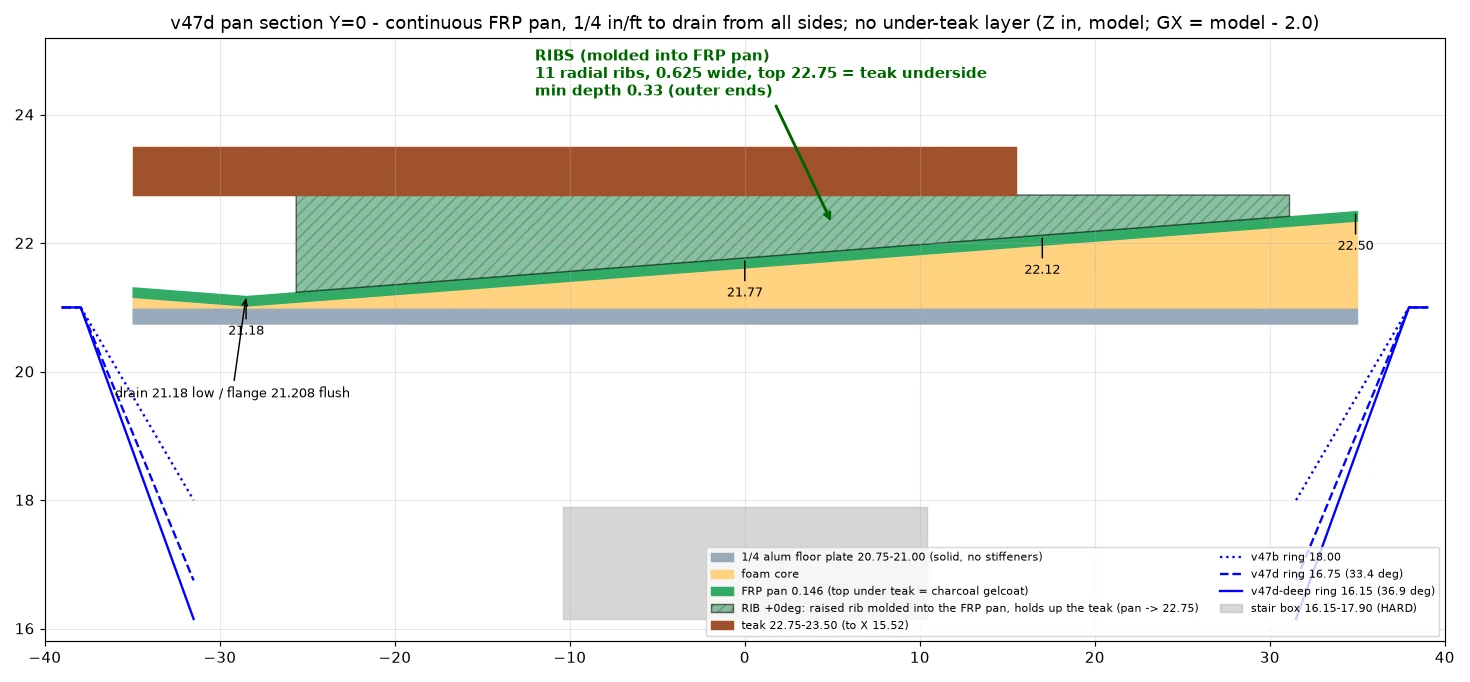 v47d pan section Y=0 - continuous FRP pan, 1/4 in/ft to drain from all sides; no under-teak layer (Z in, model; GX = model - 2.0)
RIBS (molded into FRP pan)
11 radial ribs, 0.625 wide, top 22.75 = teak underside
min depth 0.33 (outer ends)
24
22
20
18
16
22.50
22.12
21.77
21.18
drain 21.18 low / flange 21.208 flush
1/4 alum floor plate 20.75-21.00 (solid, no stiffeners)
foam core
FRP pan 0.146 (top under teak = charcoal gelcoat)
RIB +0deg: raised rib molded into the FRP pan, holds up the teak (pan -> 22.75)
teak 22.75-23.50 (to X 15.52)
v47b ring 18.00
v47d ring 16.75 (33.4 deg)
v47d-deep ring 16.15 (36.9 deg)
stair box 16.15-17.90 (HARD)
−40 −30 −20 −10 0 10 20 30 40